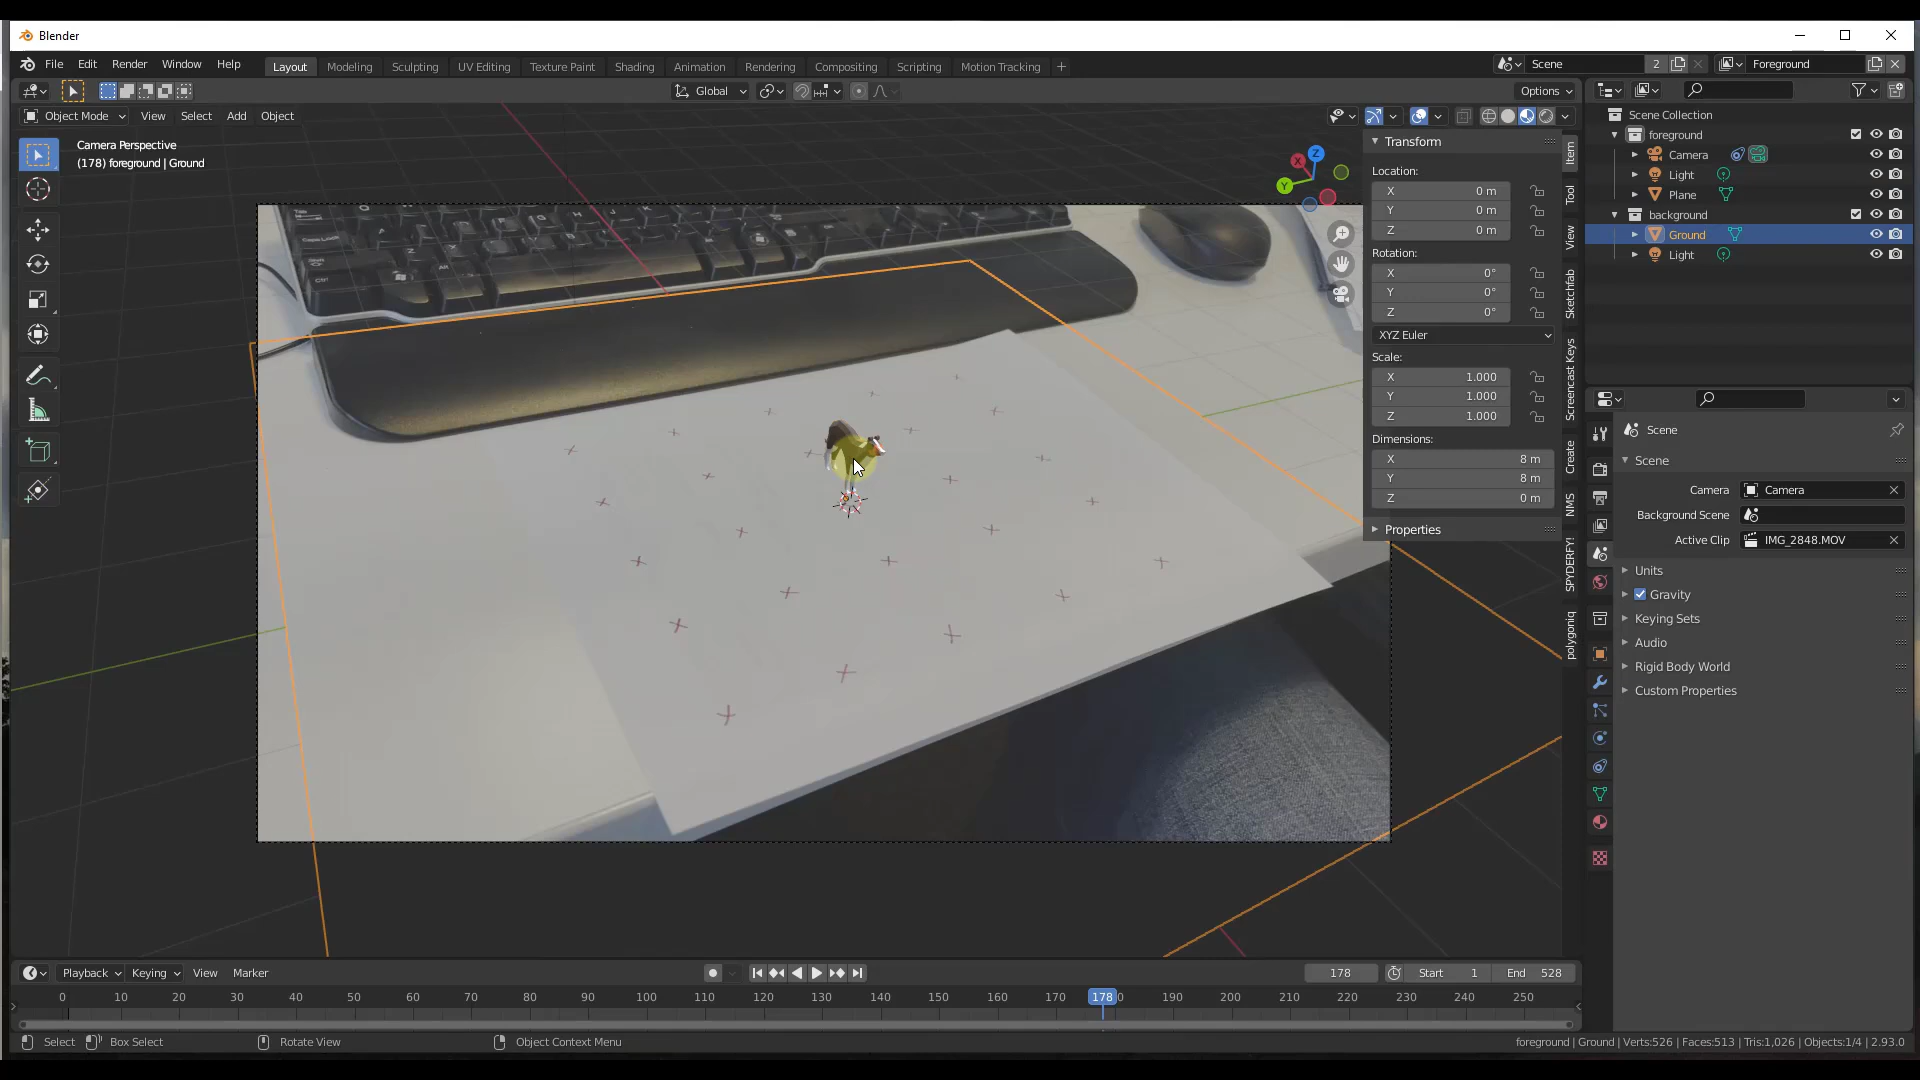 Blender
File Edit Render Window Help
Layout Modeling Sculpting UV Editing Texture Paint Shading Animation Rendering Compositing Scripting Motion Tracking +
Scene 2 Foreground
Global Options
Object Mode View Select Add Object
Camera Perspective
(178) foreground | Ground
Z
X
Y
Transform
Location:
X 0 m
Y 0 m
Z 0 m
Rotation:
X 0°
Y 0°
Z 0°
XYZ Euler
Scale:
X 1.000
Y 1.000
Z 1.000
Dimensions:
X 8 m
Y 8 m
Z 0 m
Properties
Item
Tool
View
Sketchfab
Screencast Keys
Create
NMS
SPYDERFY!
polygoniq
Scene Collection
foreground
Camera
Light
Plane
background
Ground
Light
Scene
Scene
Camera Camera
Background Scene
Active Clip IMG_2848.MOV
Units
Gravity
Keying Sets
Audio
Rigid Body World
Custom Properties
Playback Keying View Marker
178 Start 1 End 528
0 10 20 30 40 50 60 70 80 90 100 110 120 130 140 150 160 170 178 0 190 200 210 220 230 240 250
Select Box Select Rotate View Object Context Menu
foreground | Ground | Verts:526 | Faces:513 | Tris:1,026 | Objects:1/4 | 2.93.0